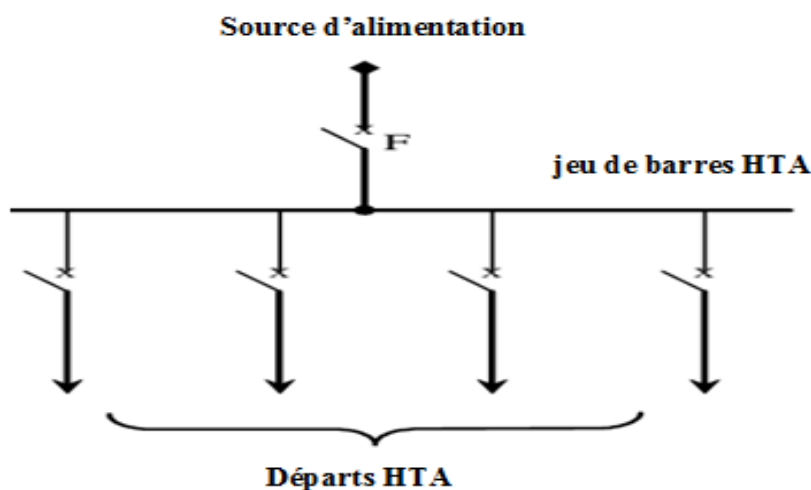 Source d'alimentation
F
jeu de barres HTA
Départs HTA